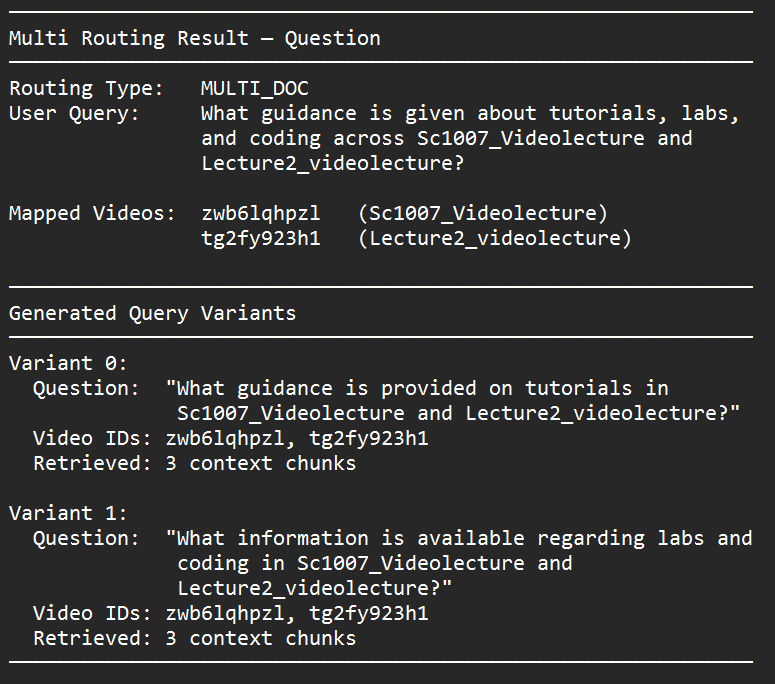 Multi Routing Result — Question
Routing Type: MULTI_DOC
User Query: What guidance is given about tutorials, labs,
and coding across Sc1007_Videolecture and
Lecture2_videolecture?
Mapped Videos: zwb6lqhpzl (Sc1007_Videolecture)
tg2fy923h1 (Lecture2_videolecture)
Generated Query Variants
Variant 0:
Question: "What guidance is provided on tutorials in
Sc1007_Videolecture and Lecture2_videolecture?"
Video IDs: zwb6lqhpzl, tg2fy923h1
Retrieved: 3 context chunks
Variant 1:
Question: "What information is available regarding labs and
coding in Sc1007_Videolecture and
Lecture2_videolecture?"
Video IDs: zwb6lqhpzl, tg2fy923h1
Retrieved: 3 context chunks